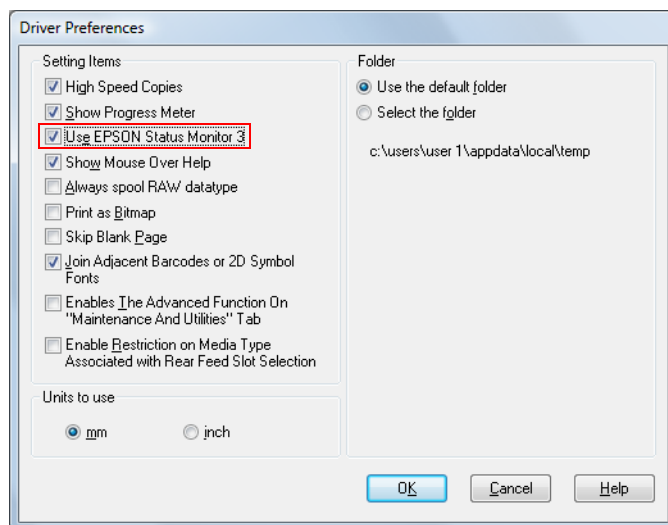 Driver Preferences
Setting Items
High Speed Copies
Show Progress Meter
Use EPSON Status Monitor 3
Show Mouse Over Help
Always spool RAW datatype
Print as Bitmap
Skip Blank Page
Join Adjacent Barcodes or 2D Symbol
Fonts
Enables The Advanced Function On
"Maintenance And Utilities" Tab
Enable Restriction on Media Type
Associated with Rear Feed Slot Selection
Units to use
mm
inch
Folder
Use the default folder
Select the folder
c:\users\user 1\appdata\local\temp
OK
Cancel
Help